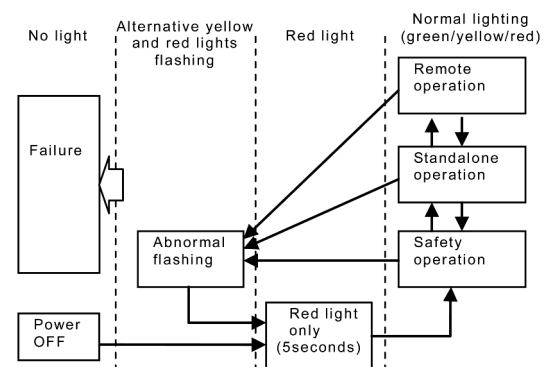 No light
Alternative yellow
and red lights
flashing
Red light
Normal lighting
(green/yellow/red)
Remote
operation
Failure
Standalone
operation
Abnormal
flashing
Safety
operation
Power
OFF
Red light
only
(5seconds)